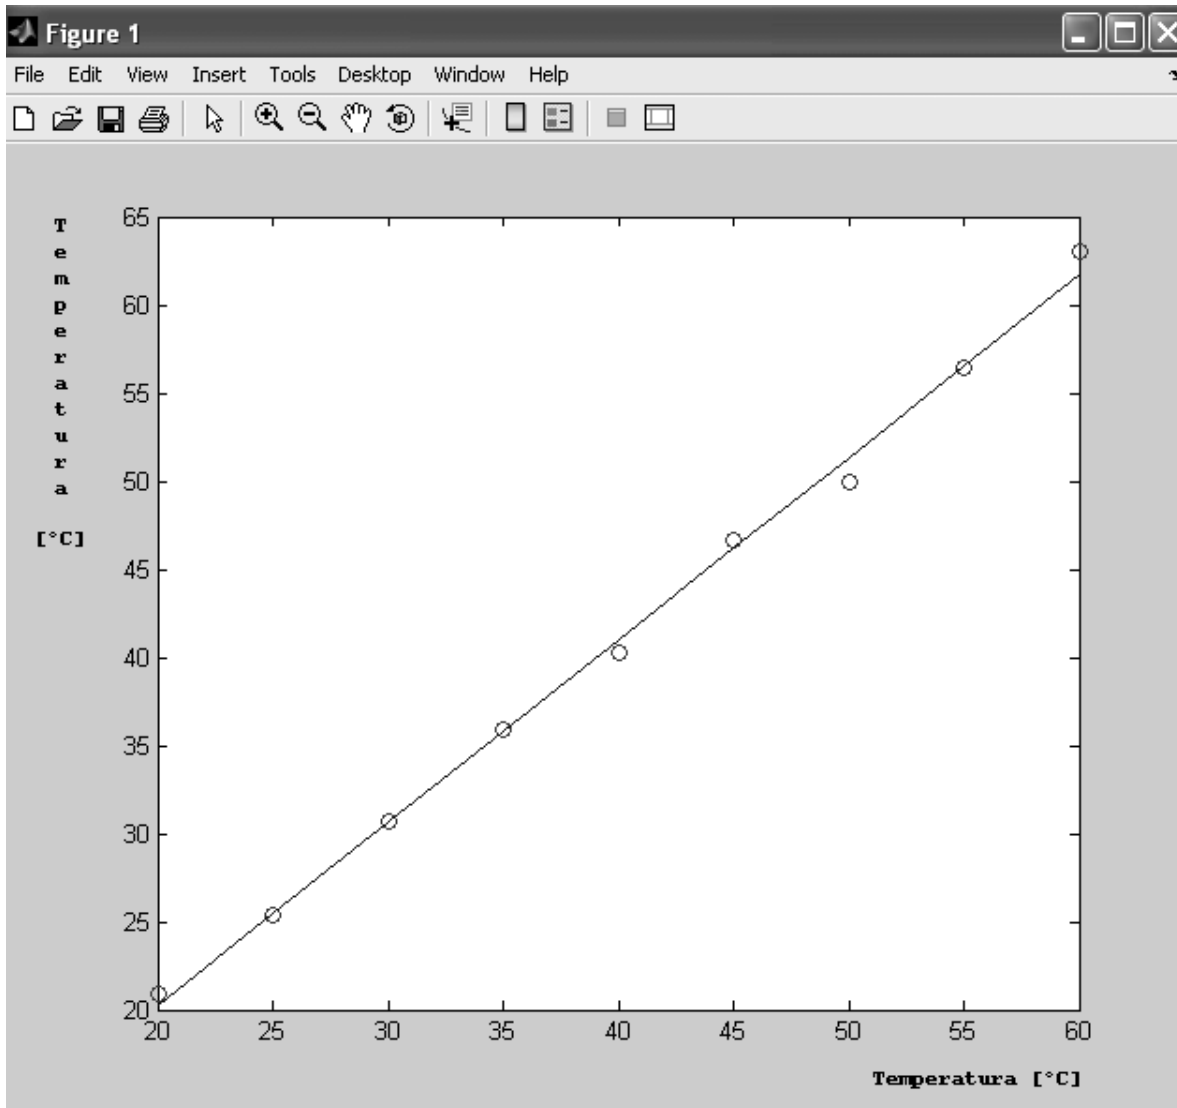 Figure 1
File Edit View Insert Tools Desktop Window Help
Temperatura
[°C]
65
60
55
50
45
40
35
30
25
20
20 25 30 35 40 45 50 55 60
Temperatura [°C]